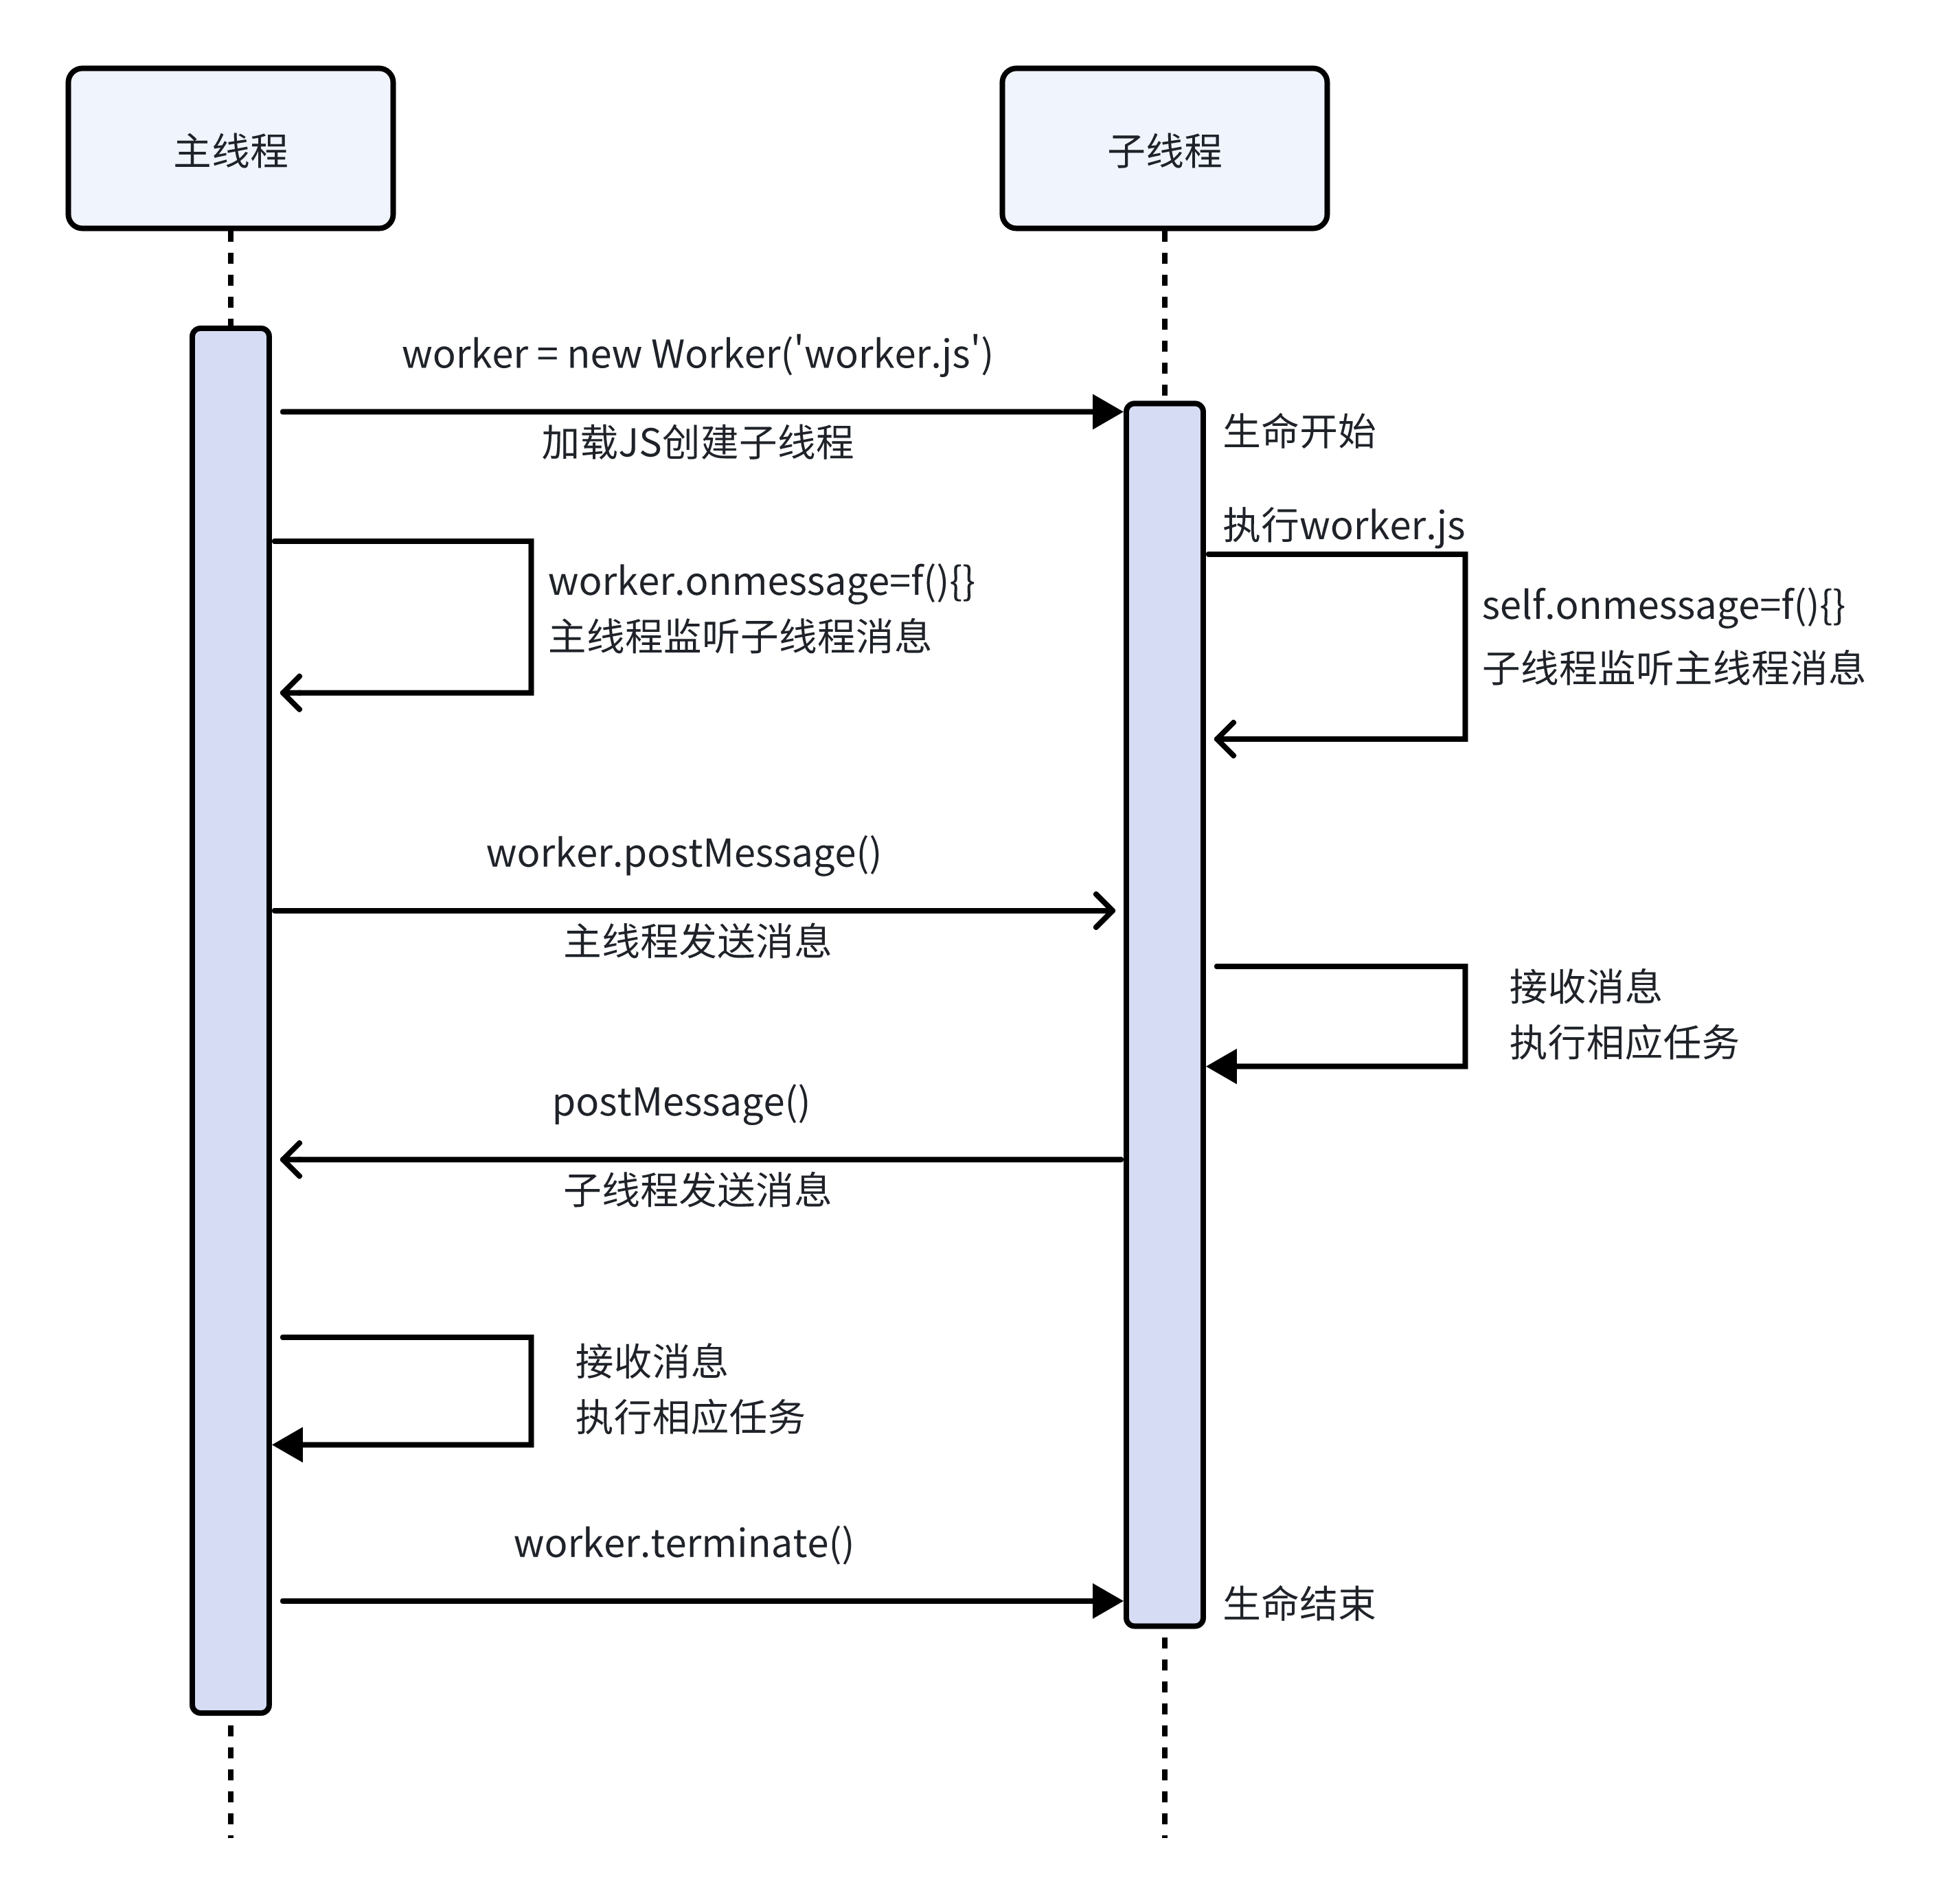 主线程
子线程
worker = new Worker('worker.js')
加载JS创建子线程
生命开始
执行worker.js
worker.onmessage=f(){}
主线程监听子线程消息
self.onmessage=f(){}
子线程监听主线程消息
worker.postMessage()
主线程发送消息
接收消息
执行相应任务
postMessage()
子线程发送消息
接收消息
执行相应任务
worker.terminate()
生命结束